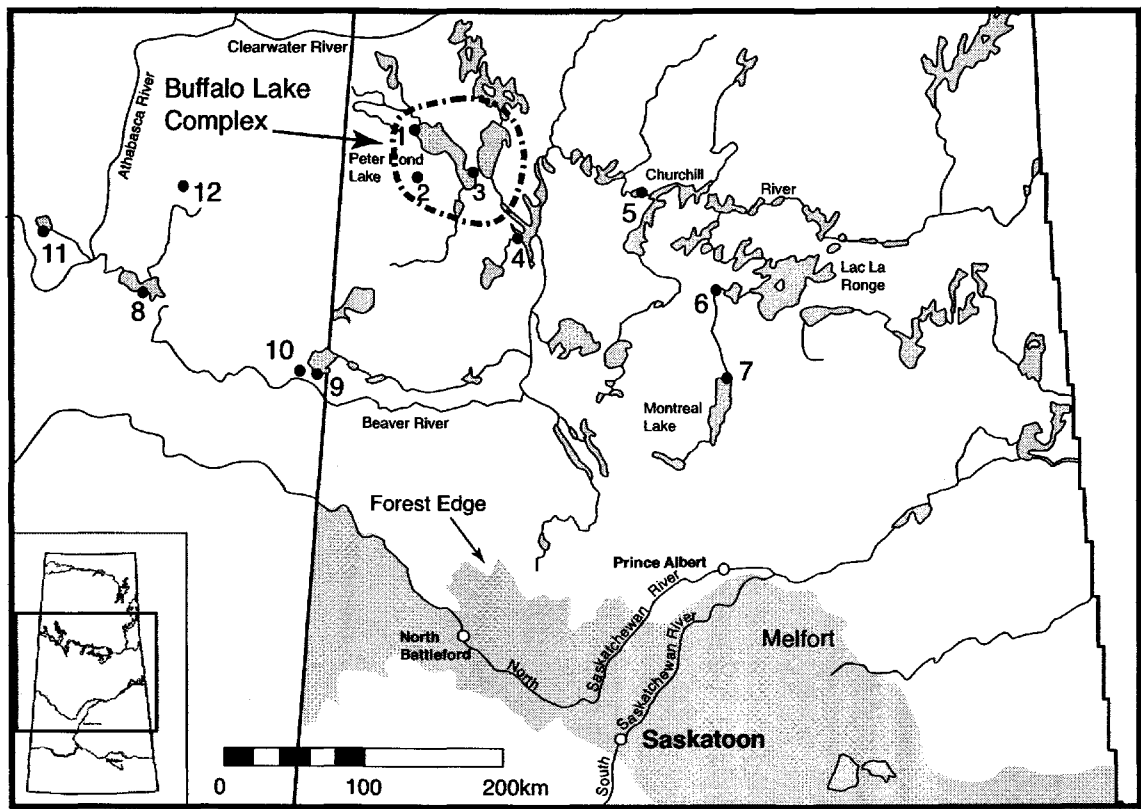 Clearwater River
Athabasca River
Buffalo Lake
Complex
1
Peter Pond
Lake
2
3
4
Churchill
River
5
12
11
8
Lac La
Ronge
6
7
10
9
Beaver River
Montreal
Lake
Forest Edge
Prince Albert
North
Battleford
North
Saskatchewan River
South
Saskatchewan River
Melfort
Saskatoon
0
100
200km